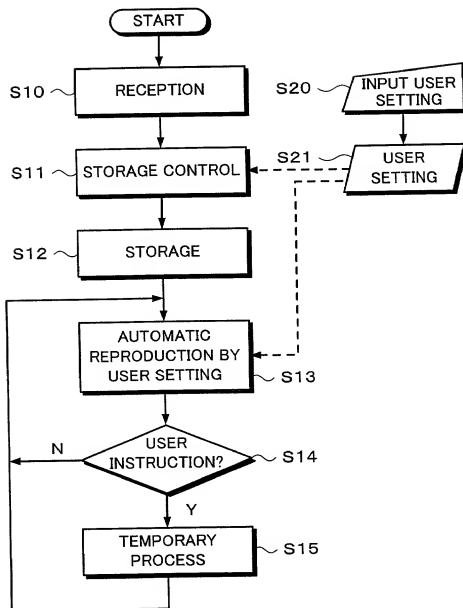 START
S10
RECEPTION
S20
INPUT USER
SETTING
S11
STORAGE CONTROL
S21
USER
SETTING
S12
STORAGE
AUTOMATIC
REPRODUCTION BY
USER SETTING
S13
N
USER
INSTRUCTION?
S14
Y
TEMPORARY
PROCESS
S15